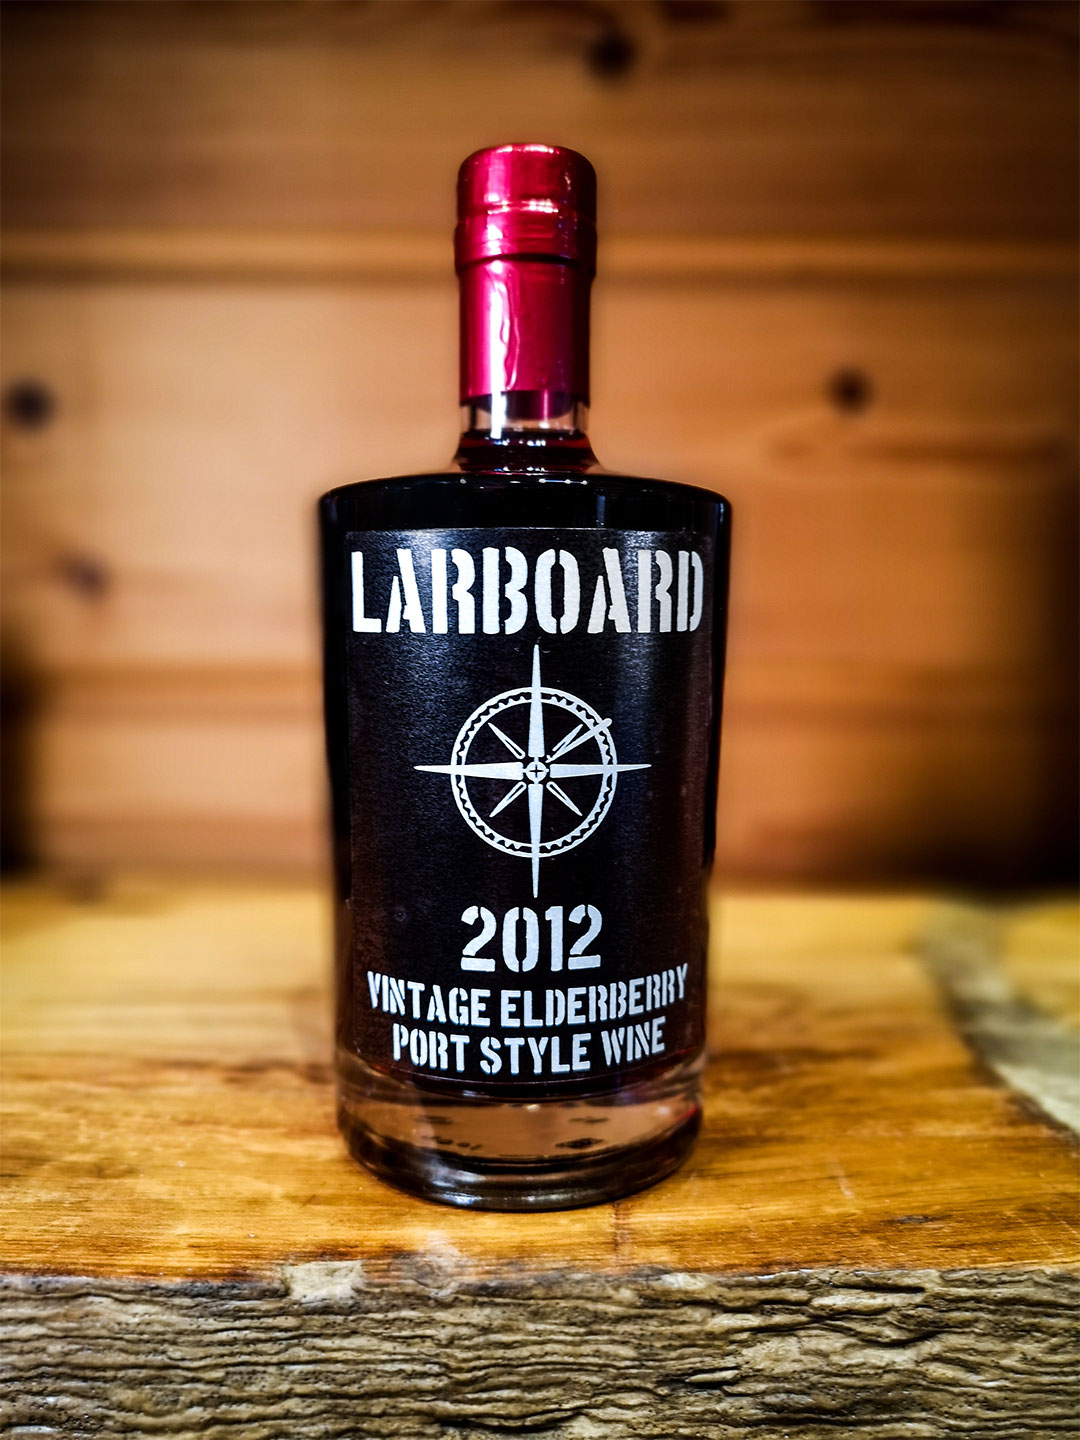 LARBOARD
2012
VINTAGE ELDERBERRY
PORT STYLE WINE